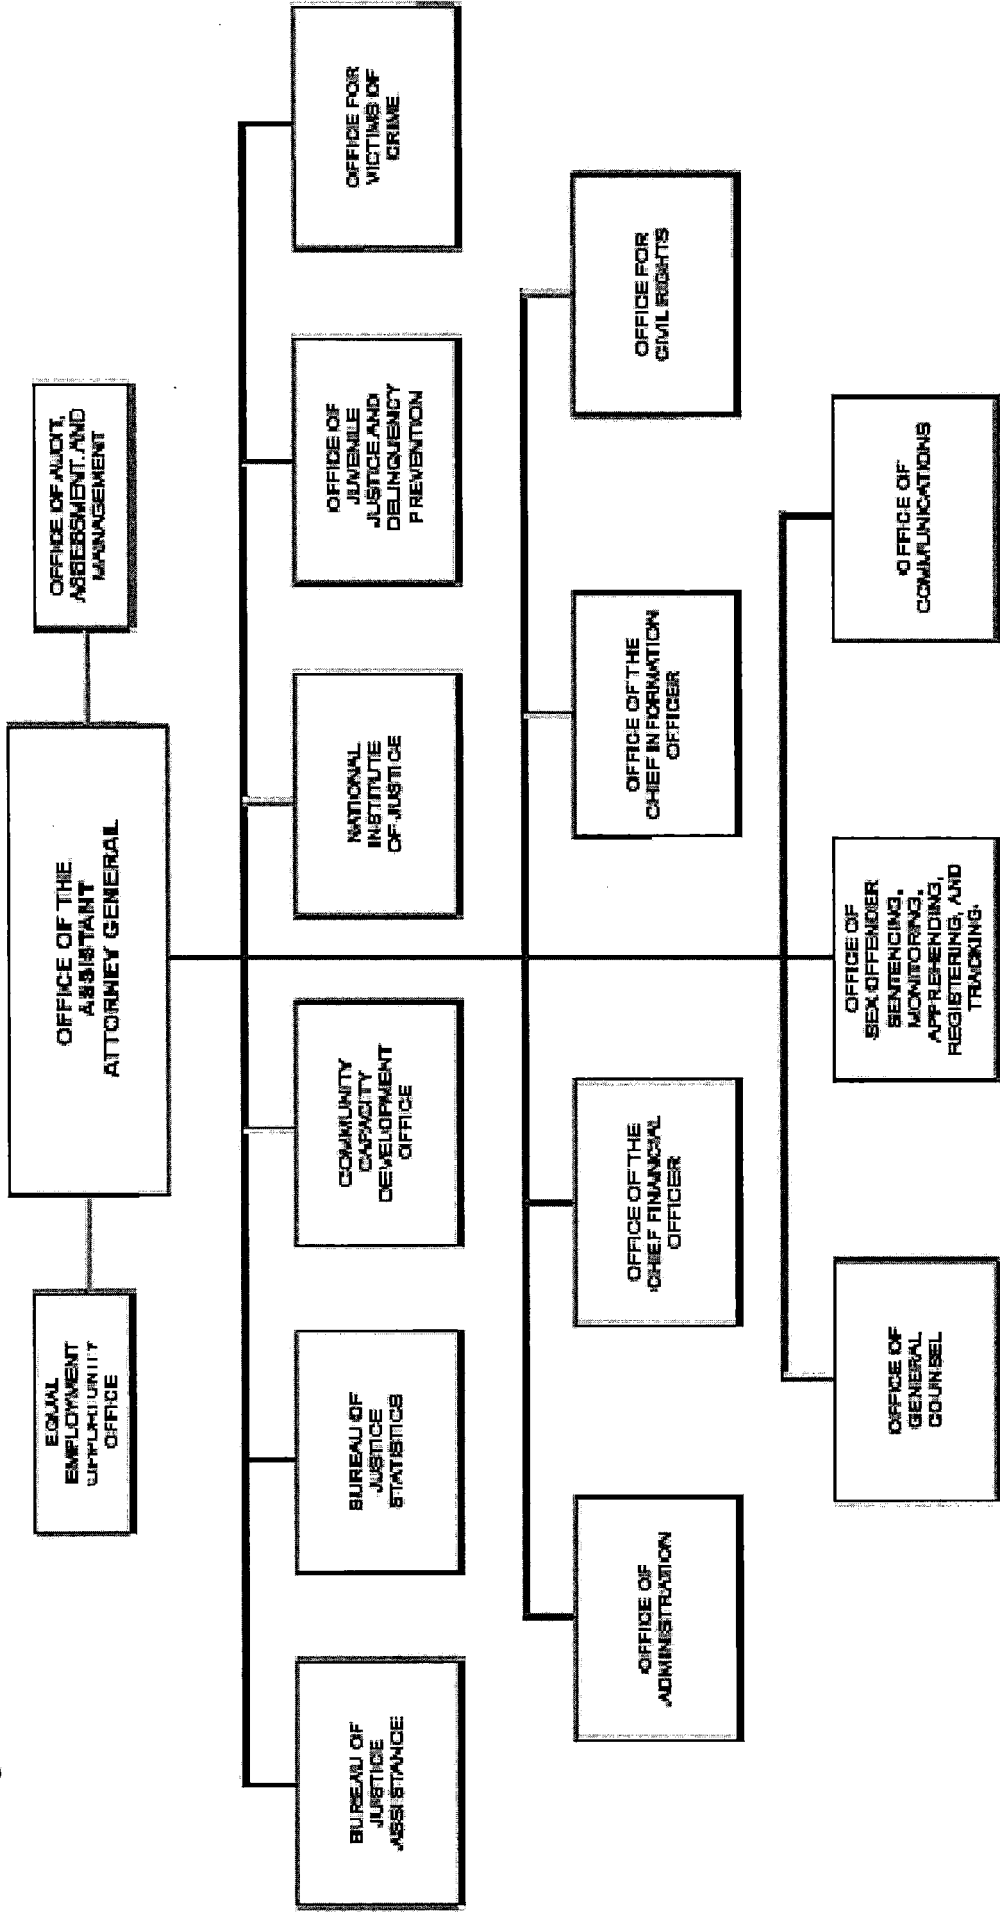 OFFICE OF THE
ASSISTANT
ATTORNEY GENERAL
EQUAL
EMPLOYMENT
OPPORTUNITY
OFFICE
OFFICE OF AUDIT,
ASSESSMENT, AND
MANAGEMENT
BUREAU OF
JUSTICE
ASSISTANCE
BUREAU OF
JUSTICE
STATISTICS
COMMUNITY
CAPACITY
DEVELOPMENT
OFFICE
NATIONAL
INSTITUTE
OF JUSTICE
OFFICE OF
JUVENILE
JUSTICE AND
DELINQUENCY
PREVENTION
OFFICE FOR
VICTIMS OF
CRIME
OFFICE OF
ADMINISTRATION
OFFICE OF THE
CHIEF FINANCIAL
OFFICER
OFFICE OF THE
CHIEF INFORMATION
OFFICER
OFFICE FOR
CIVIL RIGHTS
OFFICE OF
GENERAL
COUNSEL
OFFICE OF
SEX OFFENDER
SENTENCING,
MONITORING,
APPREHENDING,
REGISTERING, AND
TRACKING
OFFICE OF
COMMUNICATIONS